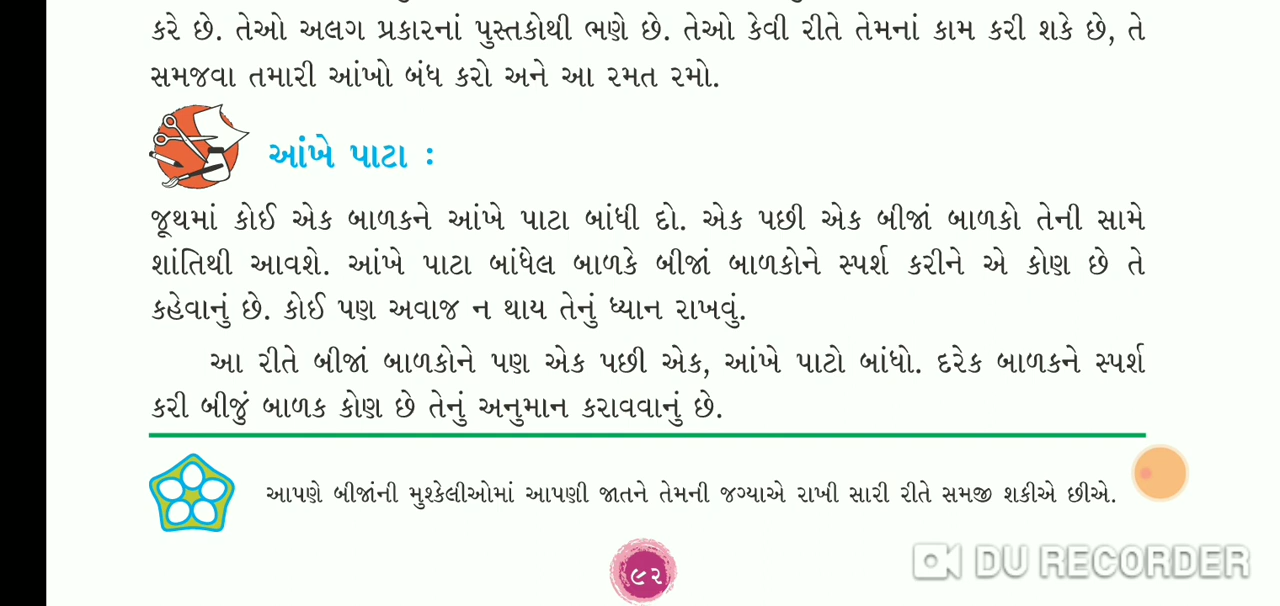 કરે છે. તેઓ અલગ પ્રકારનાં પુસ્તકોથી ભણે છે. તેઓ કેવી રીતે તેમનાં કામ કરી શકે છે, તે
સમજવા તમારી આંખો બંધ કરો અને આ રમત રમો.
આંખે પાટા :
જૂથમાં કોઈ એક બાળકને આંખે પાટા બાંધી દો. એક પછી એક બીજાં બાળકો તેની સામે
શાંતિથી આવશે. આંખે પાટા બાંધેલ બાળકે બીજાં બાળકોને સ્પર્શ કરીને એ કોણ છે તે
કહેવાનું છે. કોઈ પણ અવાજ ન થાય તેનું ધ્યાન રાખવું.
આ રીતે બીજાં બાળકોને પણ એક પછી એક, આંખે પાટો બાંધો. દરેક બાળકને સ્પર્શ
કરી બીજું બાળક કોણ છે તેનું અનુમાન કરાવવાનું છે.
આપણે બીજાંની મુશ્કેલીઓમાં આપણી જાતને તેમની જગ્યાએ રાખી સારી રીતે સમજી શકીએ છીએ.
૯૨
DU RECORDER